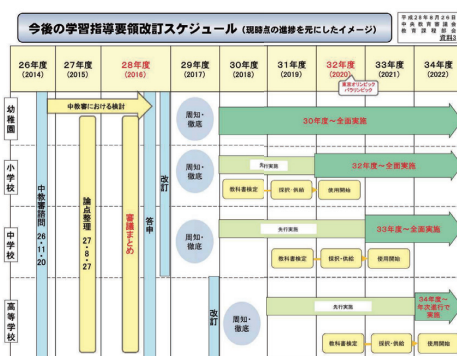 今後の学習指導要領改訂スケジュール(現時点の進捗を元にしたイメージ)
平成28年8月26日
中央教育審議会
教育課程部会
資料3
26年度
(2014)
27年度
(2015)
28年度
(2016)
29年度
(2017)
30年度
(2018)
31年度
(2019)
32年度
(2020)
33年度
(2021)
34年度
(2022)
東京オリンピック
・パラリンピック
幼稚園
中教審における検討
周知・
徹底
30年度~全面実施
小学校
周知・
徹底
先行実施
32年度~全面実施
教科書検定
採択・供給
使用開始
中教審諮問
26・11・20
論点整理
27・8・27
審議まとめ
答申
改訂
中学校
周知・
徹底
先行実施
33年度~全面実施
教科書検定
採択・供給
使用開始
高等学校
改訂
周知・
徹底
先行実施
34年度~
年次進行で
実施
教科書検定
採択・供給
使用開始